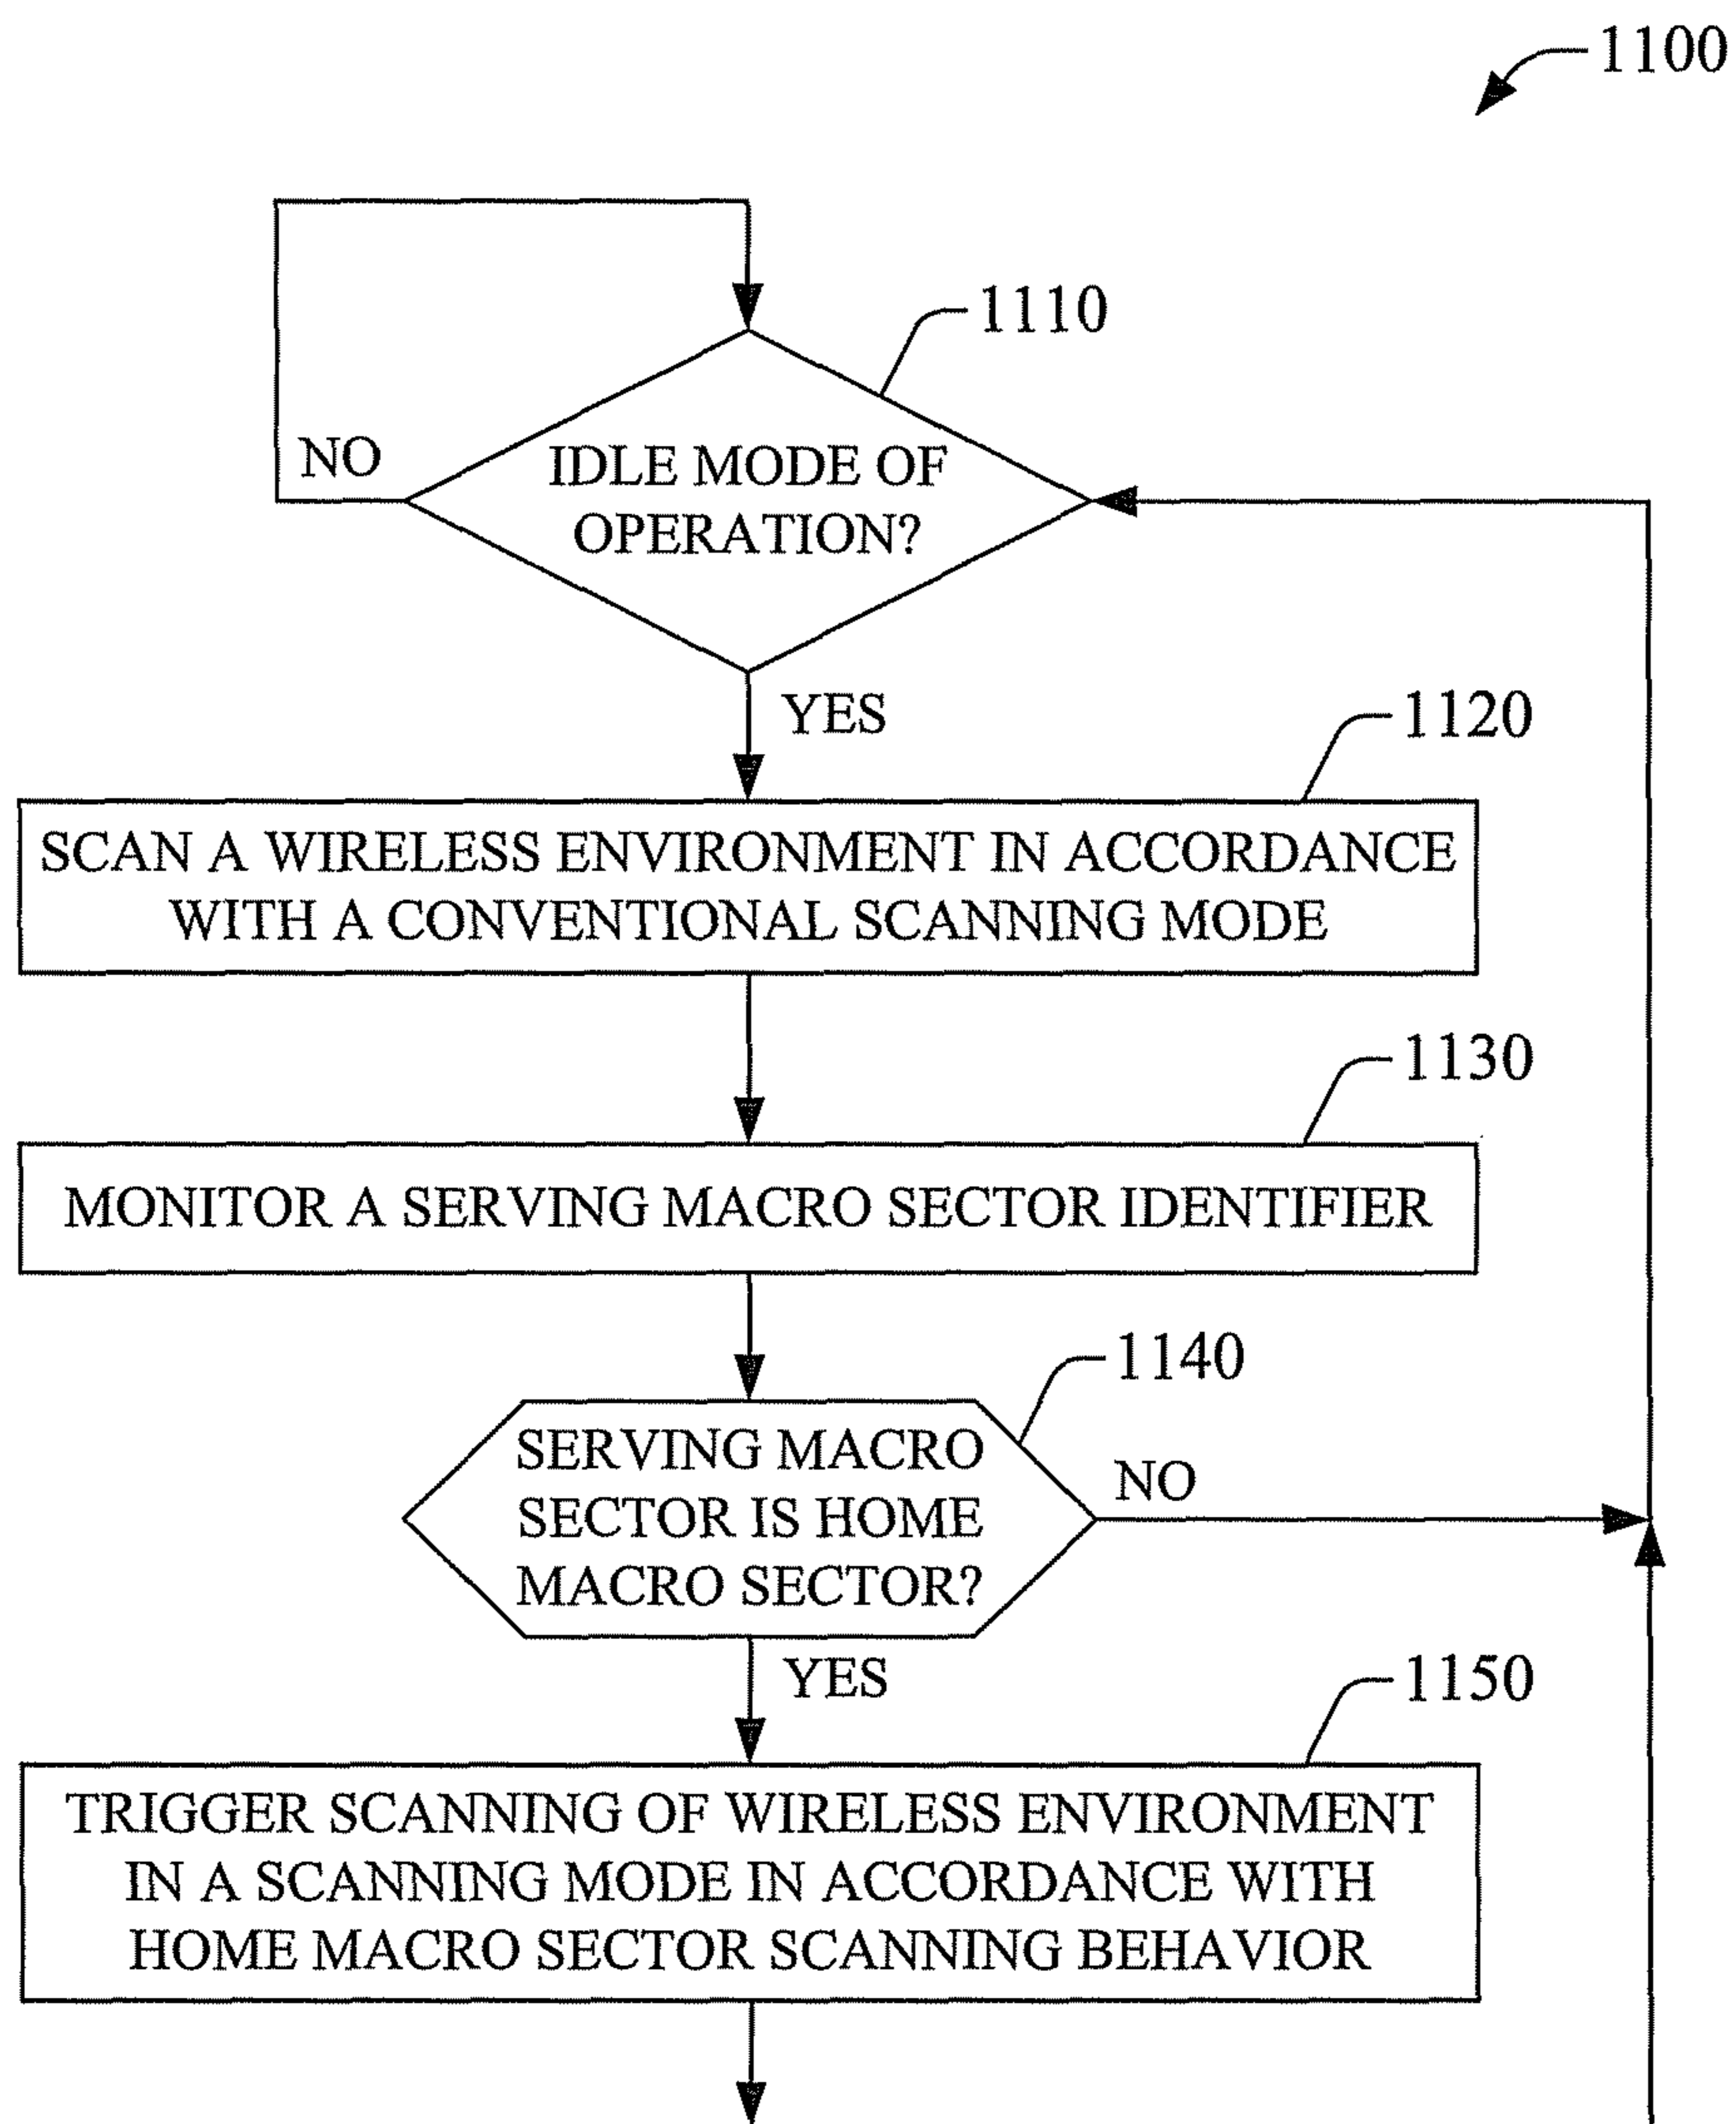 1100
1110
NO
IDLE MODE OF
OPERATION?
YES
1120
SCAN A WIRELESS ENVIRONMENT IN ACCORDANCE
WITH A CONVENTIONAL SCANNING MODE
1130
MONITOR A SERVING MACRO SECTOR IDENTIFIER
1140
SERVING MACRO
SECTOR IS HOME
MACRO SECTOR?
NO
YES
1150
TRIGGER SCANNING OF WIRELESS ENVIRONMENT
IN A SCANNING MODE IN ACCORDANCE WITH
HOME MACRO SECTOR SCANNING BEHAVIOR